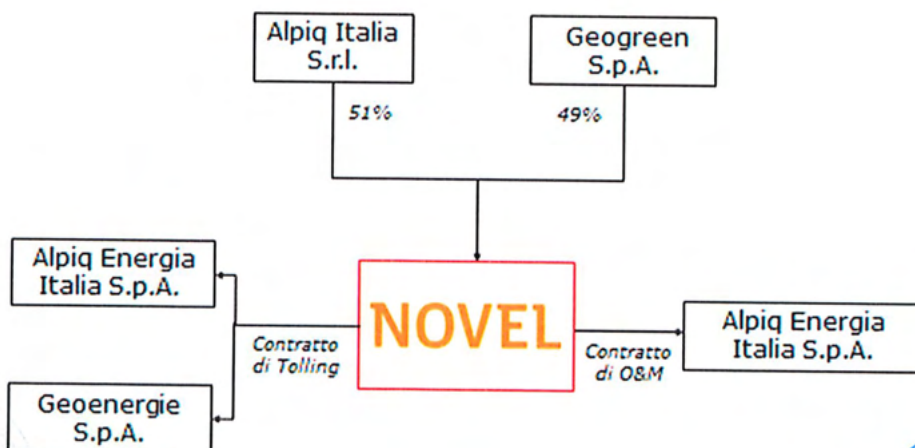 Alpiq Italia
S.r.l.
Geogreen
S.p.A.
51%
49%
Alpiq Energia
Italia S.p.A.
NOVEL
Alpiq Energia
Italia S.p.A.
Contratto
di Tolling
Contratto
di O&M
Geoenergie
S.p.A.